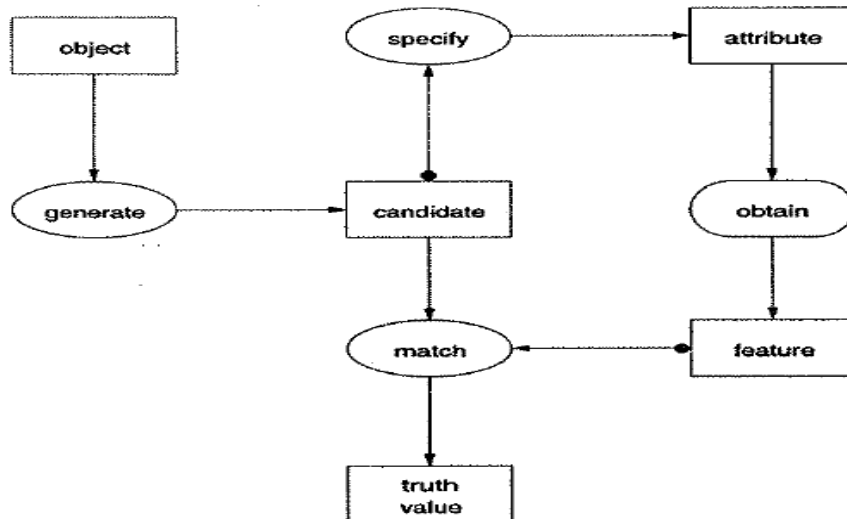 object
specify
attribute
generate
candidate
obtain
match
feature
truth
value